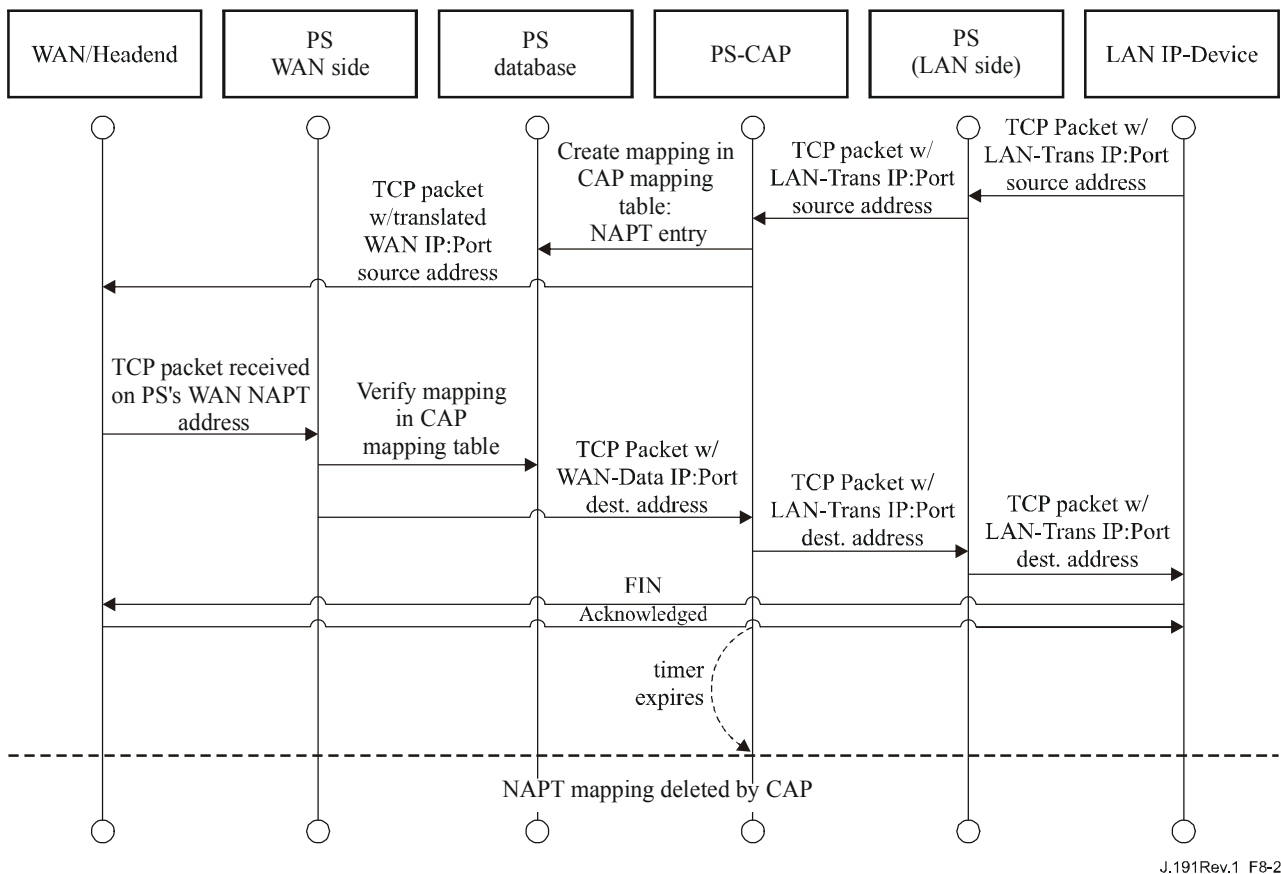 WAN/Headend
PS
WAN side
PS
database
PS-CAP
PS
(LAN side)
LAN IP-Device
TCP Packet w/
LAN-Trans IP:Port
source address
TCP packet w/
LAN-Trans IP:Port
source address
Create mapping in
CAP mapping
table:
NAPT entry
TCP packet
w/translated
WAN IP:Port
source address
TCP packet received
on PS's WAN NAPT
address
Verify mapping
in CAP
mapping table
TCP Packet w/
WAN-Data IP:Port
dest. address
TCP Packet w/
LAN-Trans IP:Port
dest. address
TCP packet w/
LAN-Trans IP:Port
dest. address
FIN
Acknowledged
timer
expires
NAPT mapping deleted by CAP
J.191Rev.1 F8-2